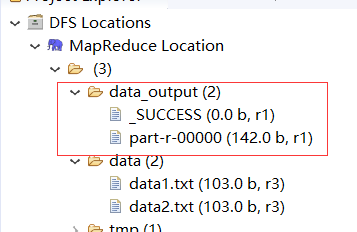 Project Explorer
DFS Locations
MapReduce Location
(3)
data_output (2)
_SUCCESS (0.0 b, r1)
part-r-00000 (142.0 b, r1)
data (2)
data1.txt (103.0 b, r3)
data2.txt (103.0 b, r3)
tmp (1)